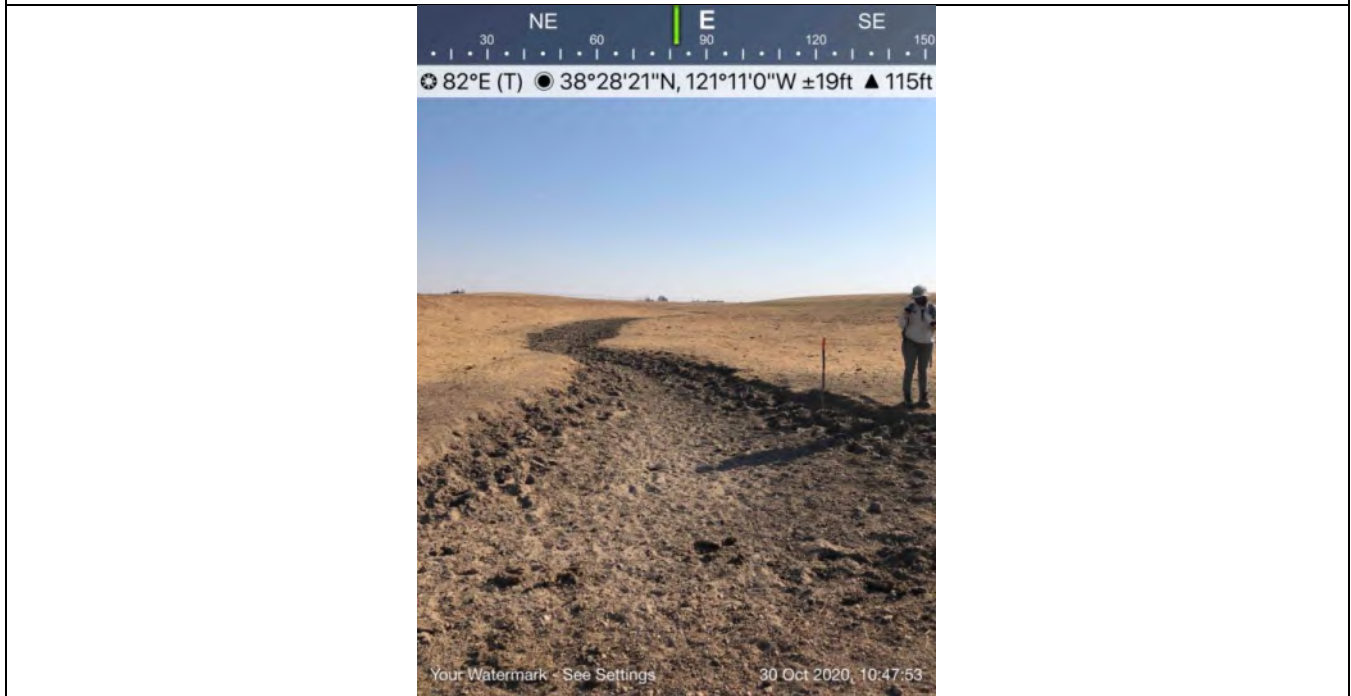 NE E SE
30 60 90 120 150
82°E (T) 38°28'21"N, 121°11'0"W ±19ft ▲ 115ft
Your Watermark - See Settings 30 Oct 2020, 10:47:53